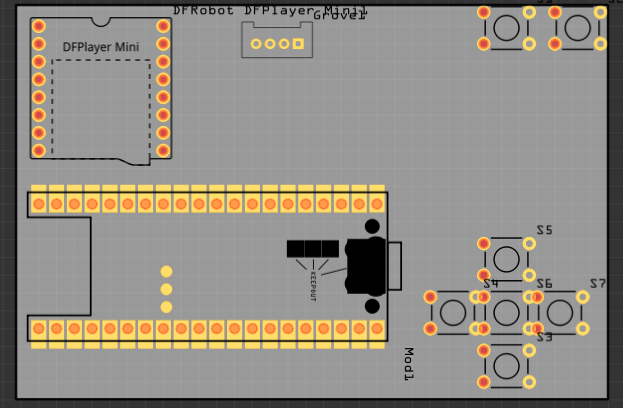 DFRobot DFPlayer Mini1
Grove1
DFPlayer Mini
S5
KEEPOUT
S4
S6
S7
S3
Mod1